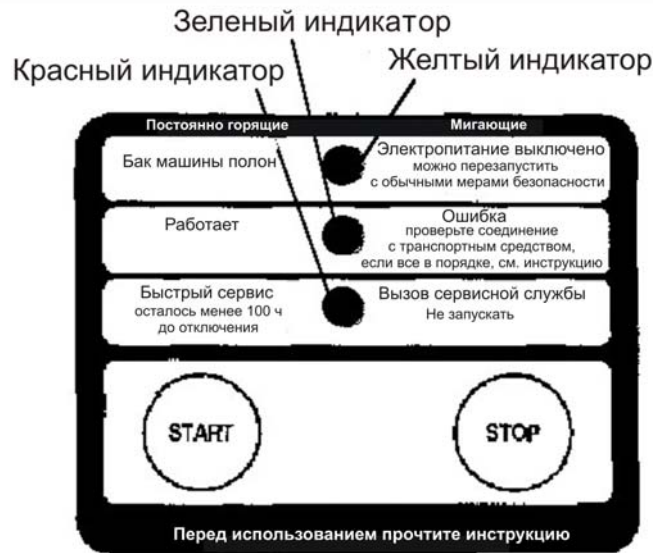 Зеленый индикатор
Желтый индикатор
Красный индикатор
Постоянно горящие
Мигающие
Бак машины полон
Электропитание выключено
можно перезапустить
с обычными мерами безопасности
Работает
Ошибка
проверьте соединение
с транспортным средством,
если все в порядке, см. инструкцию
Быстрый сервис
осталось менее 100 ч
до отключения
Вызов сервисной службы
Не запускать
START
STOP
Перед использованием прочтите инструкцию